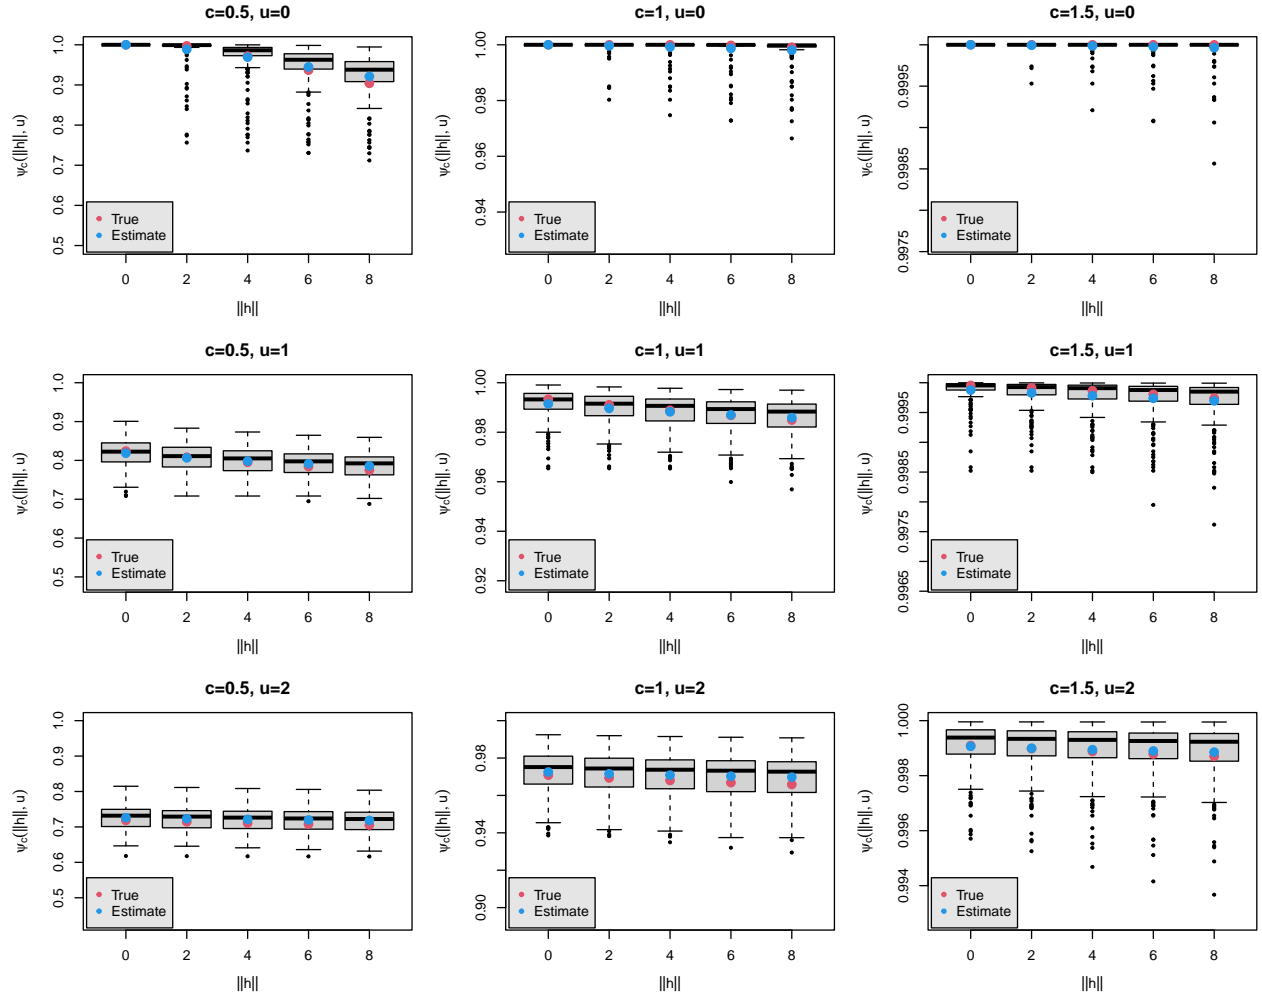 c=0.5, u=0
ψc(||h||, u)
1.0
0.9
0.8
0.7
0.6
0.5
True
Estimate
0 2 4 6 8
||h||
c=1, u=0
ψc(||h||, u)
1.00
0.98
0.96
0.94
True
Estimate
0 2 4 6 8
||h||
c=1.5, u=0
ψc(||h||, u)
0.9995
0.9985
0.9975
True
Estimate
0 2 4 6 8
||h||
c=0.5, u=1
ψc(||h||, u)
1.0
0.9
0.8
0.7
0.6
0.5
True
Estimate
0 2 4 6 8
||h||
c=1, u=1
ψc(||h||, u)
1.00
0.98
0.96
0.94
0.92
True
Estimate
0 2 4 6 8
||h||
c=1.5, u=1
ψc(||h||, u)
0.9995
0.9985
0.9975
0.9965
True
Estimate
0 2 4 6 8
||h||
c=0.5, u=2
ψc(||h||, u)
1.0
0.9
0.8
0.7
0.6
0.5
True
Estimate
0 2 4 6 8
||h||
c=1, u=2
ψc(||h||, u)
0.98
0.94
0.90
True
Estimate
0 2 4 6 8
||h||
c=1.5, u=2
ψc(||h||, u)
1.000
0.998
0.996
0.994
True
Estimate
0 2 4 6 8
||h||